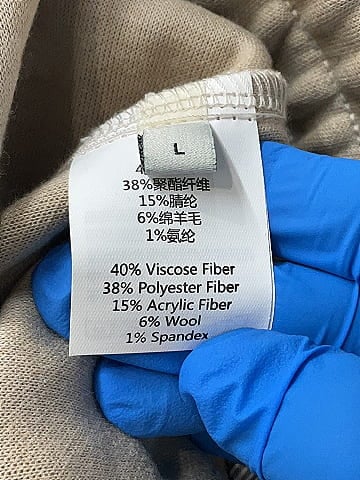 L
38%聚酯纤维
15%腈纶
6%绵羊毛
1%氨纶
40% Viscose Fiber
38% Polyester Fiber
15% Acrylic Fiber
6% Wool
1% Spandex